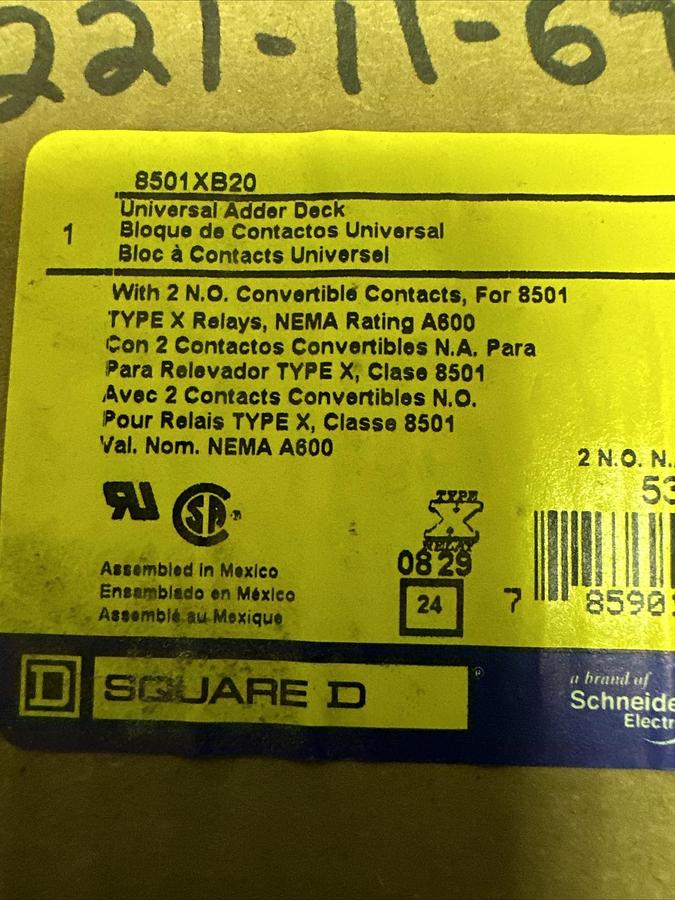 221-11-6
8501XB20
1
Universal Adder Deck
Bloque de Contactos Universal
Bloc à Contacts Universel
With 2 N.O. Convertible Contacts, For 8501
TYPE X Relays, NEMA Rating A600
Con 2 Contactos Convertibles N.A. Para
Para Relevador TYPE X, Clase 8501
Avec 2 Contacts Convertibles N.O.
Pour Relais TYPE X, Classe 8501
Val. Nom. NEMA A600
2 N.O. N.
53
TYPE
X
RELAY
0829
24
Assembled in Mexico
Ensamblado en México
Assemblé au Mexique
7 8590
D SQUARE D ®
a brand of
Schneide
Electr